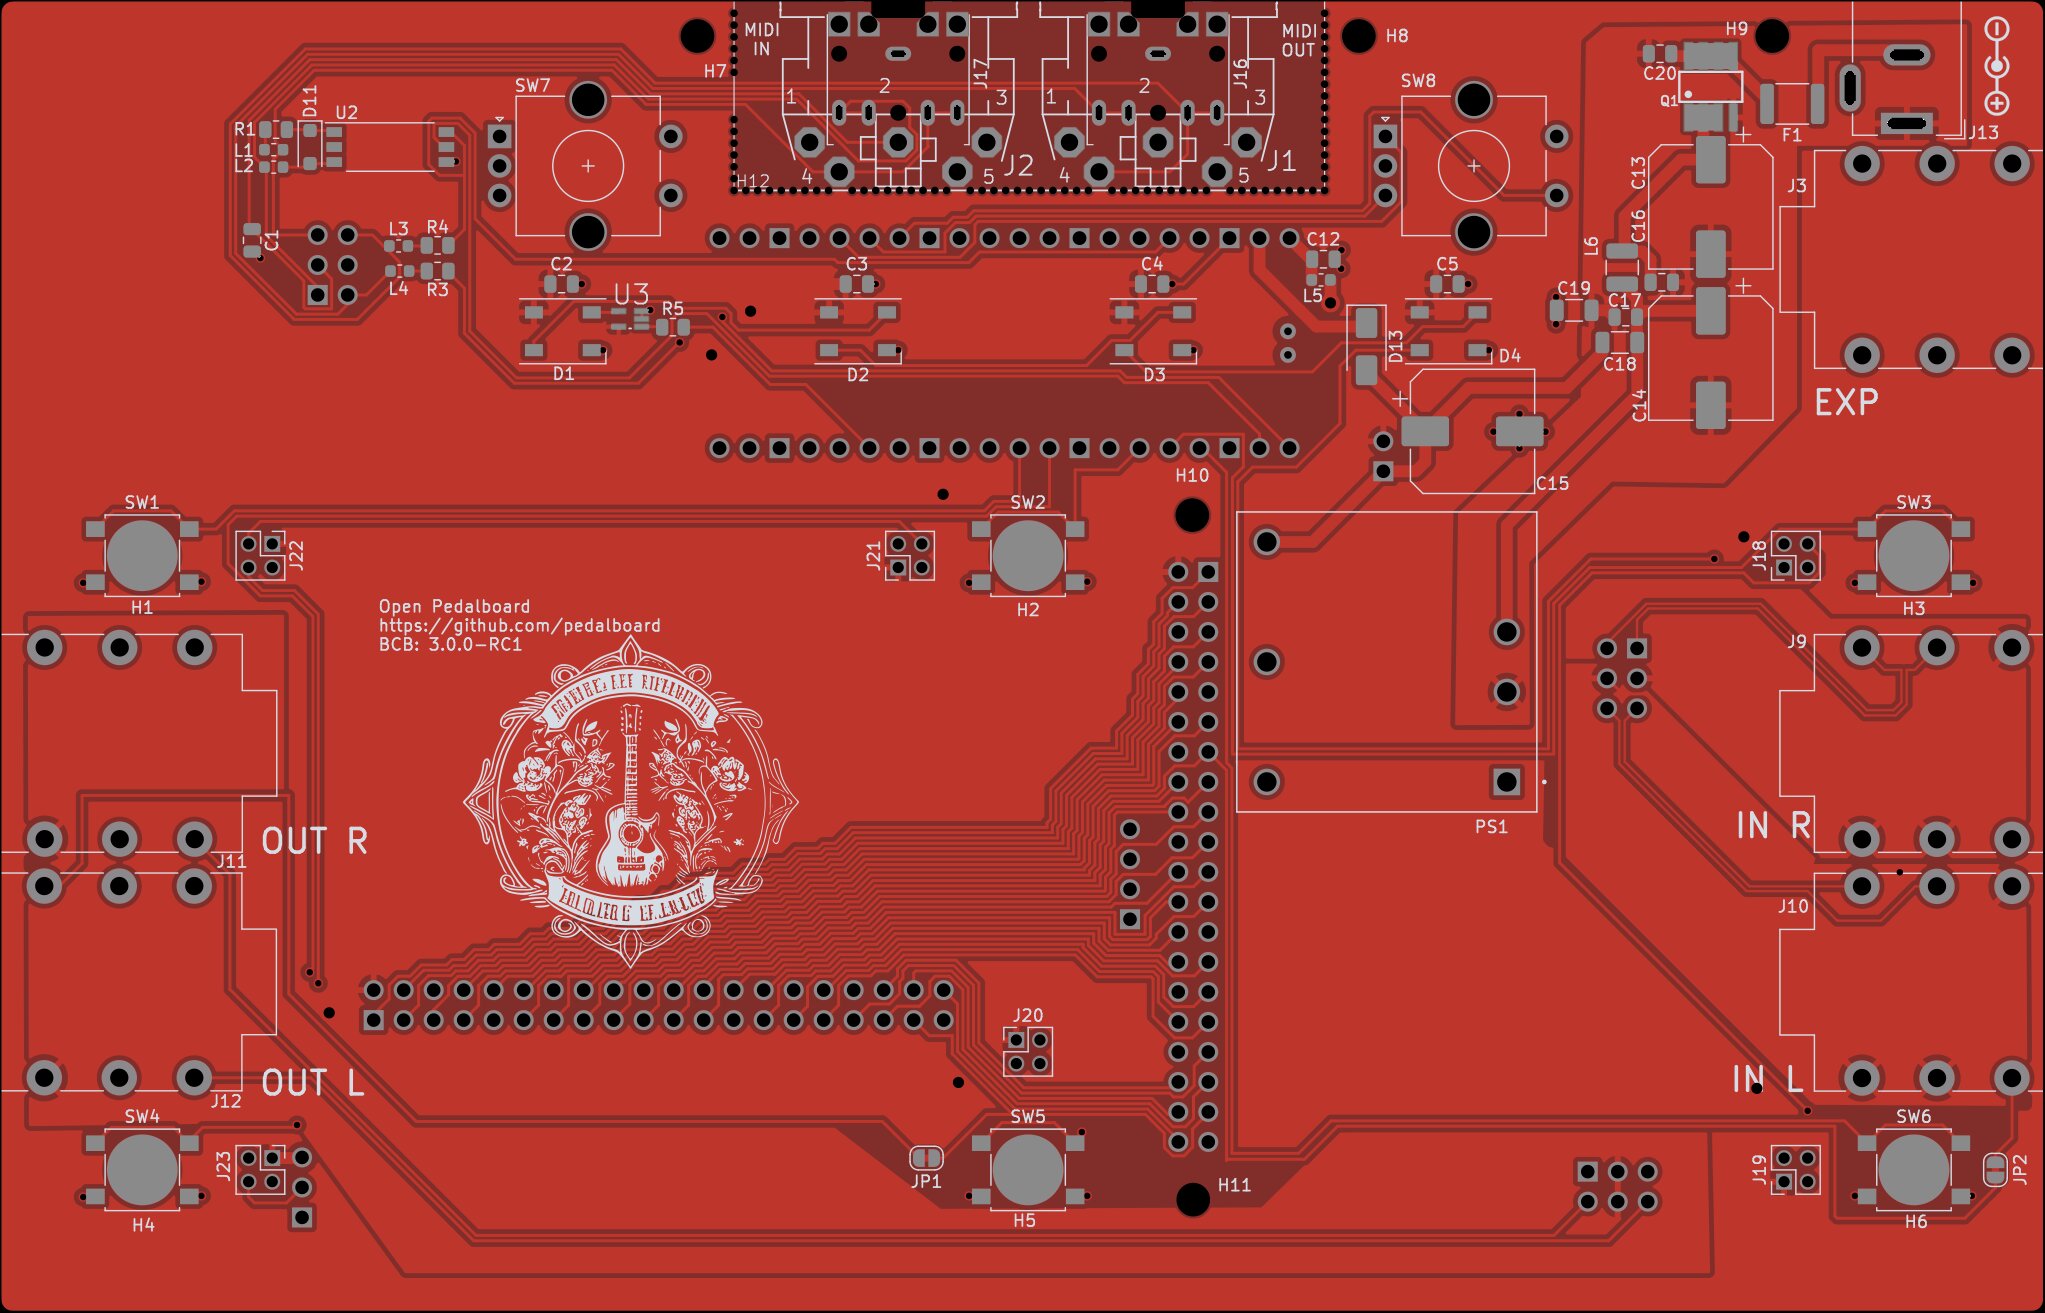 MIDI
IN
MIDI
OUT
H7
H8
H9
H12
J17
J16
1
2
3
4
5
J2
1
2
3
4
5
J1
SW7
SW8
D11
U2
R1
L1
L2
C1
L3
R4
L4
R3
C20
Q1
F1
J13
C13
C16
J3
L6
C19
C17
C18
C14
EXP
C2
C3
C4
C12
L5
C5
U3
R5
D13
D1
D2
D3
D4
C15
H10
SW1
SW2
SW3
J22
J21
J18
H1
H2
H3
Open Pedalboard
https://github.com/pedalboard
BCB: 3.0.0-RC1
J9
PS1
OUT R
IN R
J11
J10
J20
OUT L
IN L
J12
SW4
SW5
SW6
J23
J19
JP1
JP2
H11
H4
H5
H6